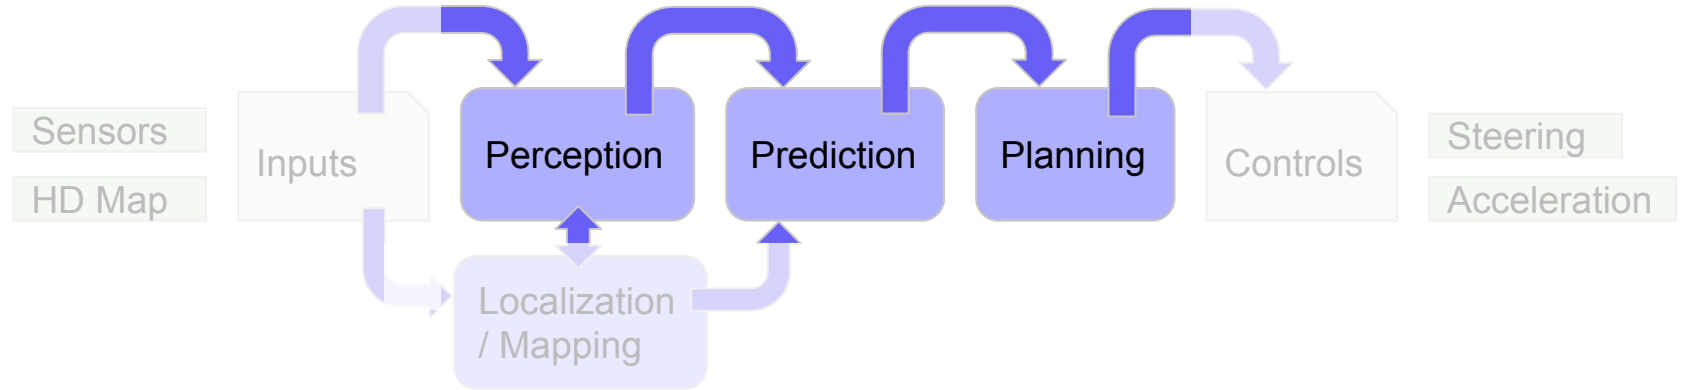 Sensors
HD Map
Inputs
Perception
Prediction
Planning
Controls
Steering
Acceleration
Localization
/ Mapping